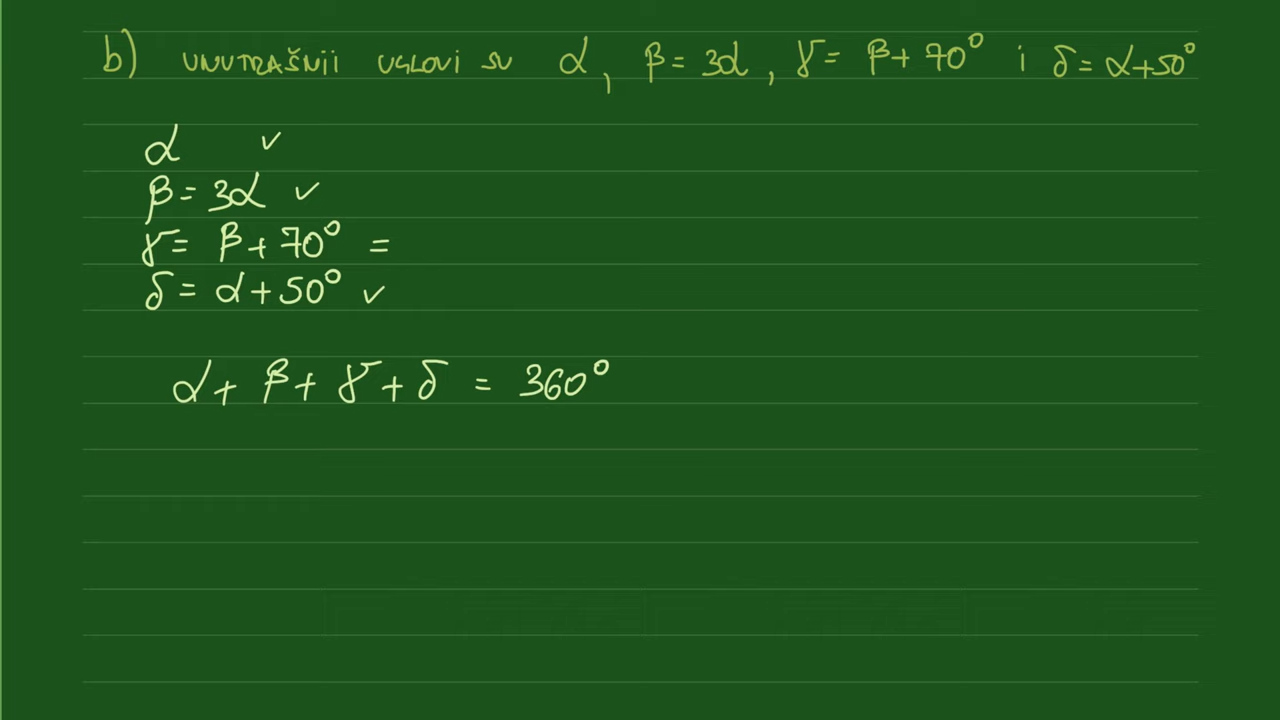 b) UNUTRAŠNJI UGLOVI SU α, β = 3α, γ = β + 70° i δ = α + 50°
α ✓
β = 3α ✓
γ = β + 70° =
δ = α + 50° ✓
α + β + γ + δ = 360°